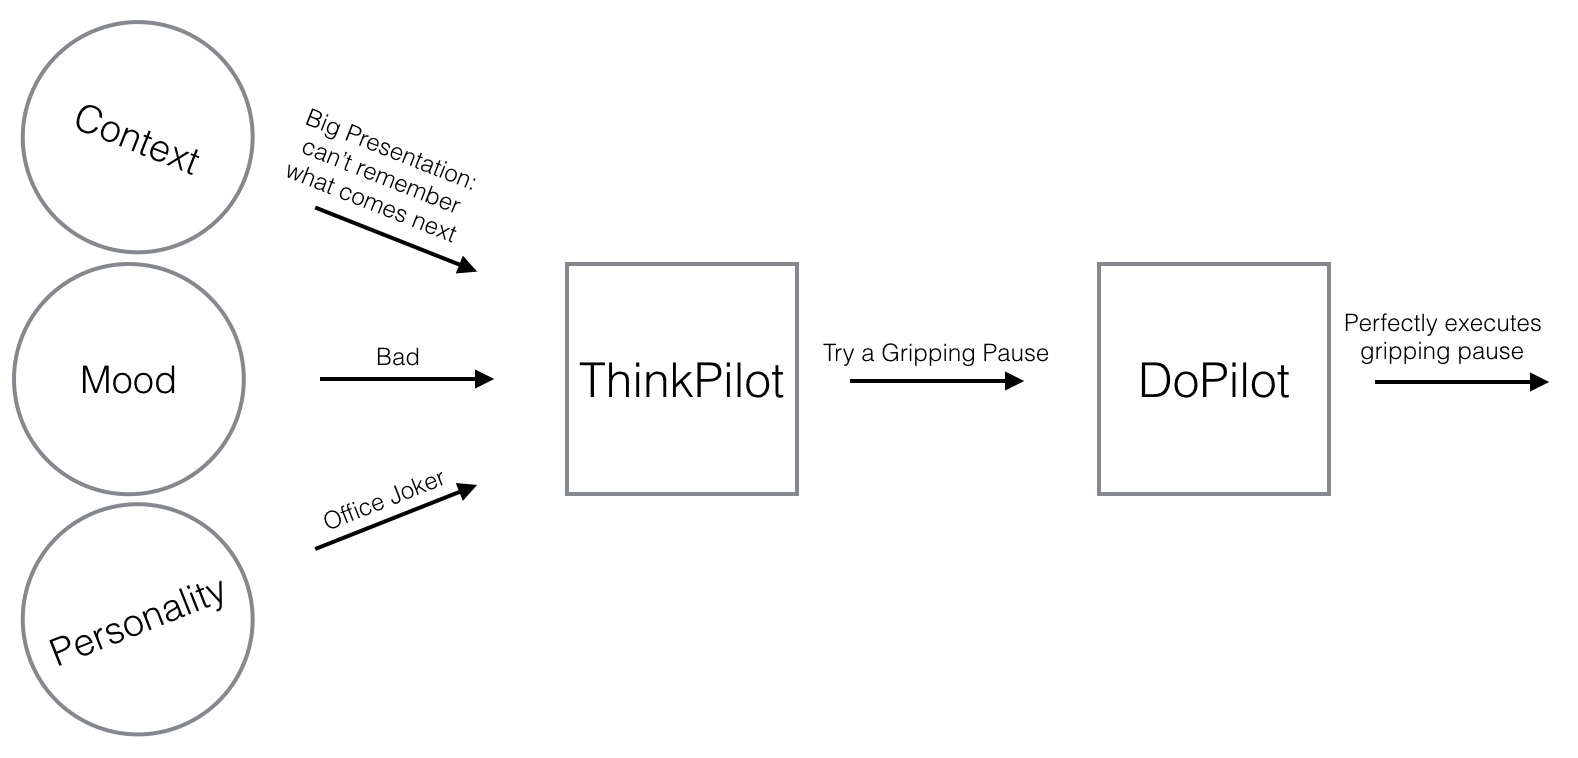 Context
Big Presentation:
can't remember
what comes next
Mood
Bad
Personality
Office Joker
ThinkPilot
Try a Gripping Pause
DoPilot
Perfectly executes
gripping pause